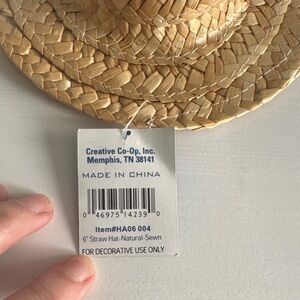 Creative Co-Op, Inc.
Memphis, TN 38141
MADE IN CHINA
0 46975 14239 0
Item#HA06 004
6" Straw Hat-Natural-Sewn
FOR DECORATIVE USE ONLY